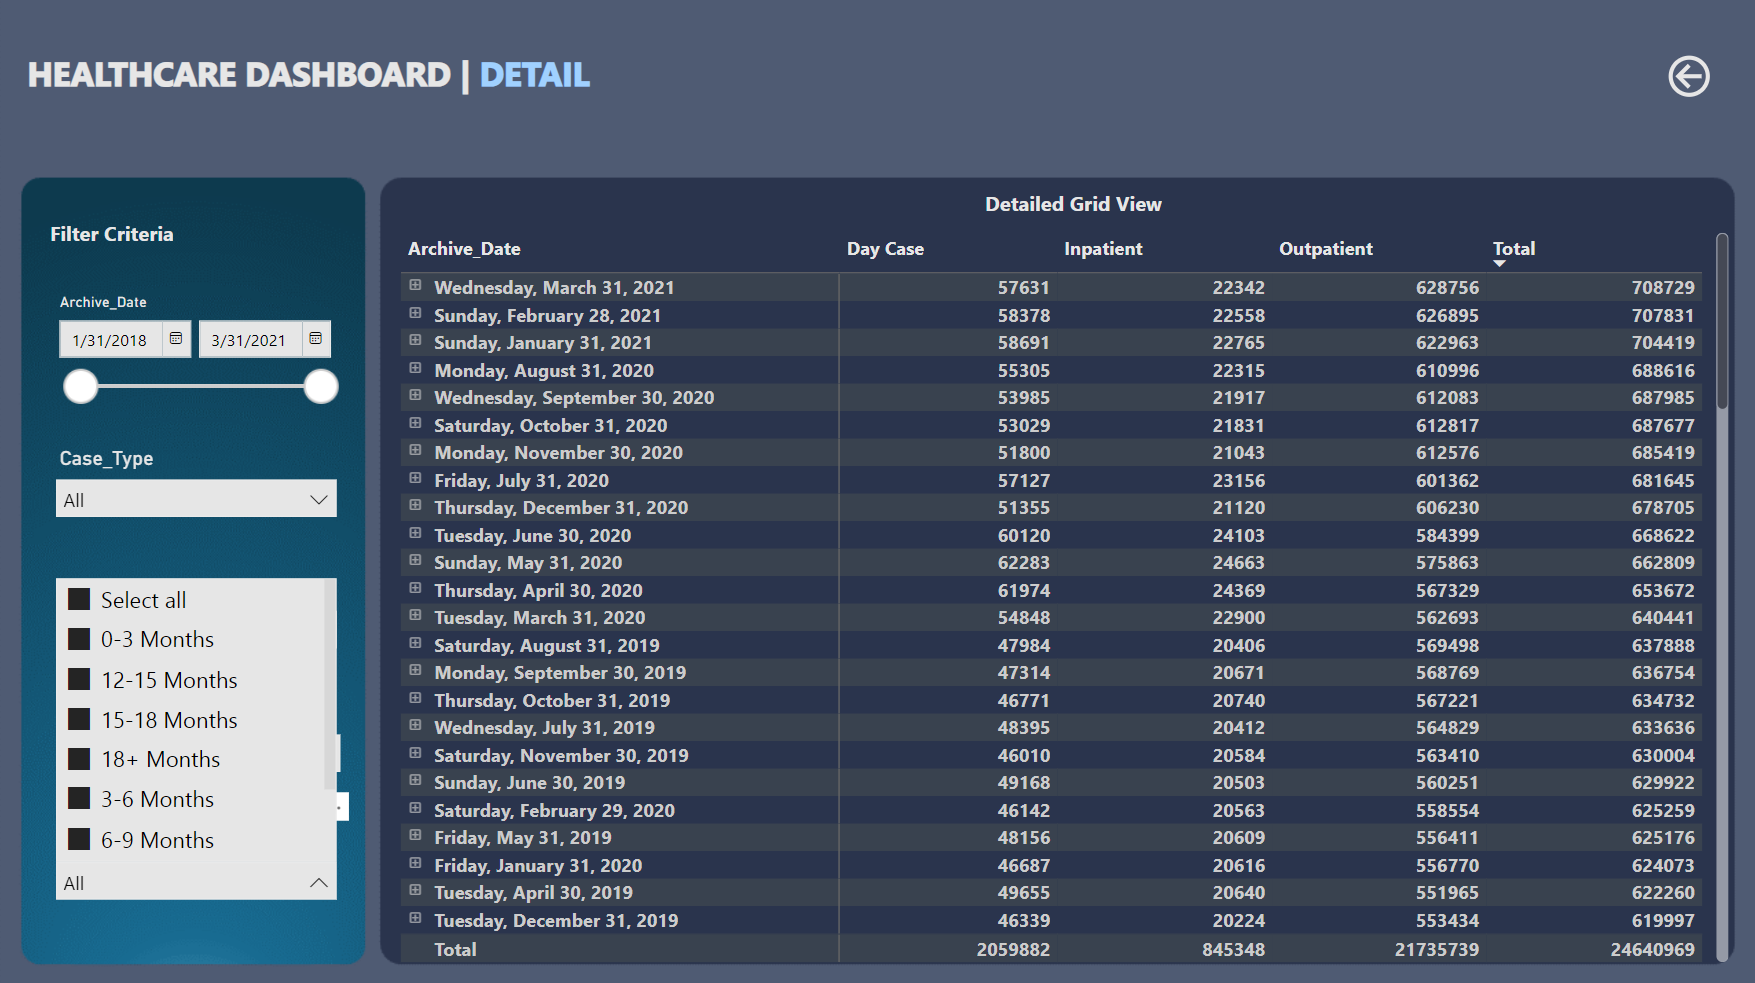 HEALTHCARE DASHBOARD | DETAIL
Filter Criteria
Archive_Date
1/31/2018 3/31/2021
Case_Type
All
Select all
0-3 Months
12-15 Months
15-18 Months
18+ Months
3-6 Months
6-9 Months
All
Detailed Grid View
Archive_Date Day Case Inpatient Outpatient Total
Wednesday, March 31, 2021 57631 22342 628756 708729
Sunday, February 28, 2021 58378 22558 626895 707831
Sunday, January 31, 2021 58691 22765 622963 704419
Monday, August 31, 2020 55305 22315 610996 688616
Wednesday, September 30, 2020 53985 21917 612083 687985
Saturday, October 31, 2020 53029 21831 612817 687677
Monday, November 30, 2020 51800 21043 612576 685419
Friday, July 31, 2020 57127 23156 601362 681645
Thursday, December 31, 2020 51355 21120 606230 678705
Tuesday, June 30, 2020 60120 24103 584399 668622
Sunday, May 31, 2020 62283 24663 575863 662809
Thursday, April 30, 2020 61974 24369 567329 653672
Tuesday, March 31, 2020 54848 22900 562693 640441
Saturday, August 31, 2019 47984 20406 569498 637888
Monday, September 30, 2019 47314 20671 568769 636754
Thursday, October 31, 2019 46771 20740 567221 634732
Wednesday, July 31, 2019 48395 20412 564829 633636
Saturday, November 30, 2019 46010 20584 563410 630004
Sunday, June 30, 2019 49168 20503 560251 629922
Saturday, February 29, 2020 46142 20563 558554 625259
Friday, May 31, 2019 48156 20609 556411 625176
Friday, January 31, 2020 46687 20616 556770 624073
Tuesday, April 30, 2019 49655 20640 551965 622260
Tuesday, December 31, 2019 46339 20224 553434 619997
Total 2059882 845348 21735739 24640969